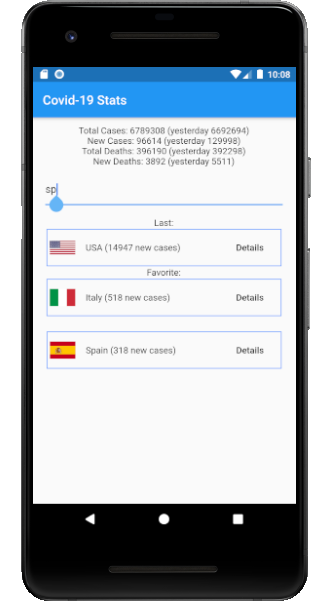 10:08
Covid-19 Stats
Total Cases: 6789308 (yesterday 6692694)
New Cases: 96614 (yesterday 129998)
Total Deaths: 396190 (yesterday 392298)
New Deaths: 3892 (yesterday 5511)
sp
Last:
USA (14947 new cases) Details
Favorite:
Italy (518 new cases) Details
Spain (318 new cases) Details